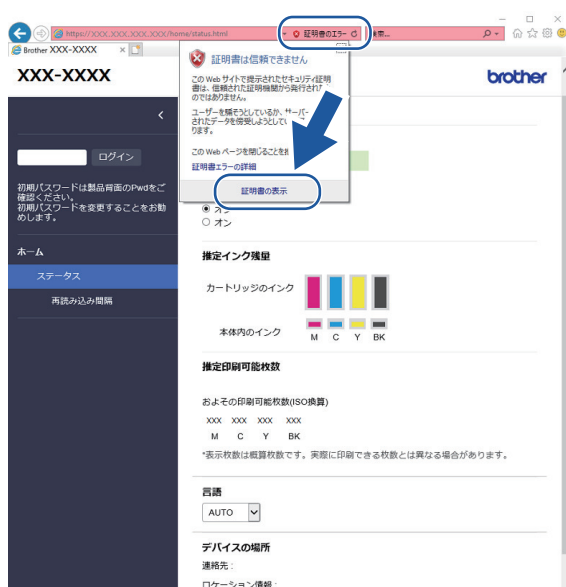 https://XXX.XXX.XXX.XXX/home/status.html
証明書のエラー
検索...
Brother XXX-XXXX
XXX-XXXX
brother
証明書は信頼できません
このWebサイトで提示されたセキュリティ証明
書は、信頼された証明機関から発行され
のではありません。
ユーザーを騙そうとしているか、サーバー
されたデータを傍受しようとして
ります。
このWebページを閉じることを
証明書エラーの詳細
証明書の表示
ログイン
初期パスワードは製品背面のPwdをご
確認ください。
初期パスワードを変更することをお勧
めします。
ホーム
ステータス
再読み込み間隔
オフ
オン
推定インク残量
カートリッジのインク
本体内のインク
M C Y BK
推定印刷可能枚数
およその印刷可能枚数(ISO換算)
XXX XXX XXX XXX
M C Y BK
*表示枚数は概算枚数です。実際に印刷できる枚数とは異なる場合があります。
言語
AUTO
デバイスの場所
連絡先 :
ロケーション情報 :